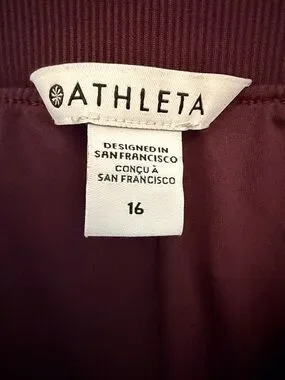 ATHLETA
DESIGNED IN
SAN FRANCISCO
CONÇU À
SAN FRANCISCO
16